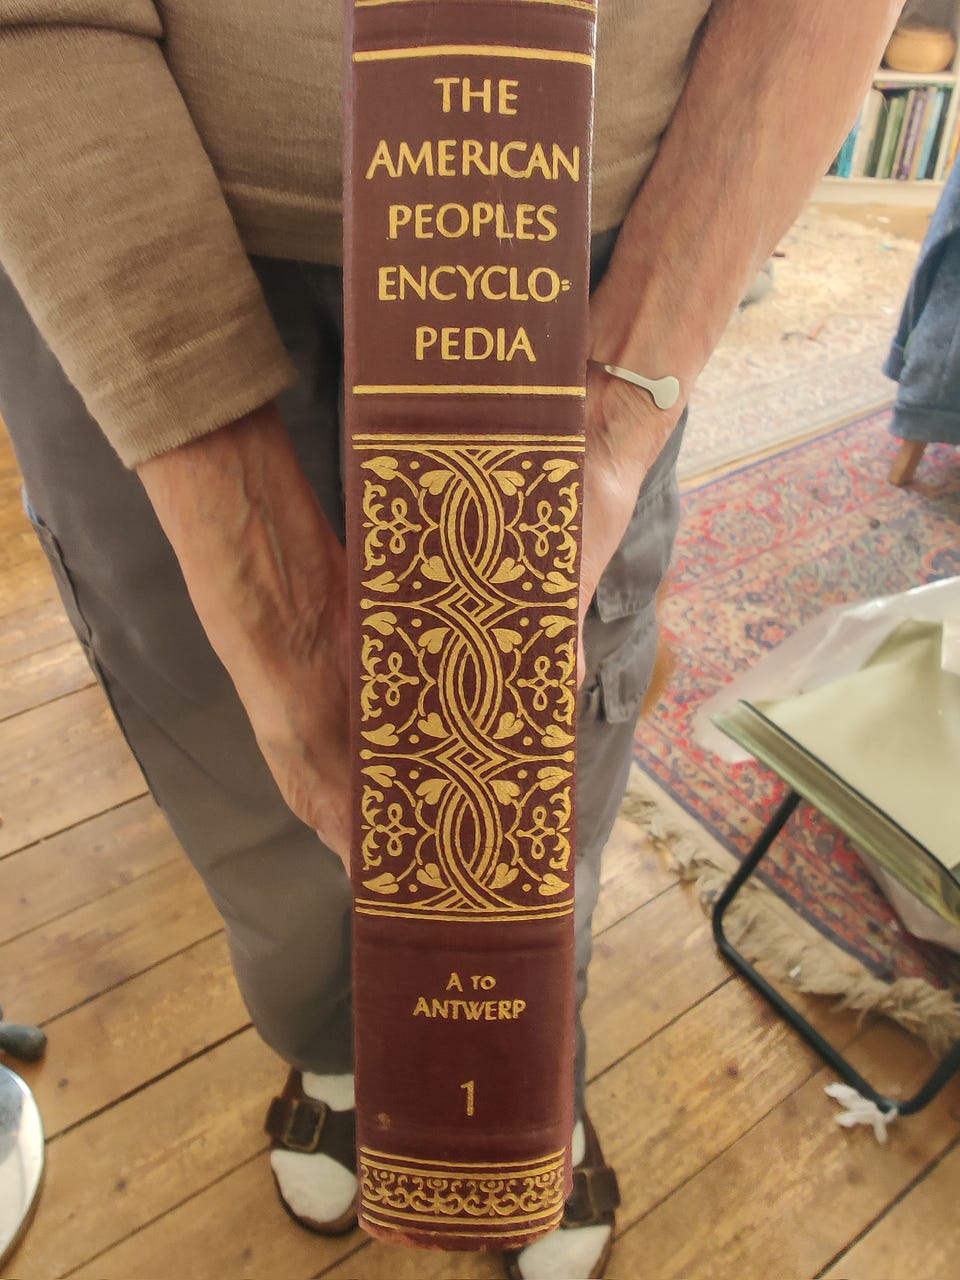 THE
AMERICAN
PEOPLES
ENCYCLO=
PEDIA
A TO
ANTWERP
1